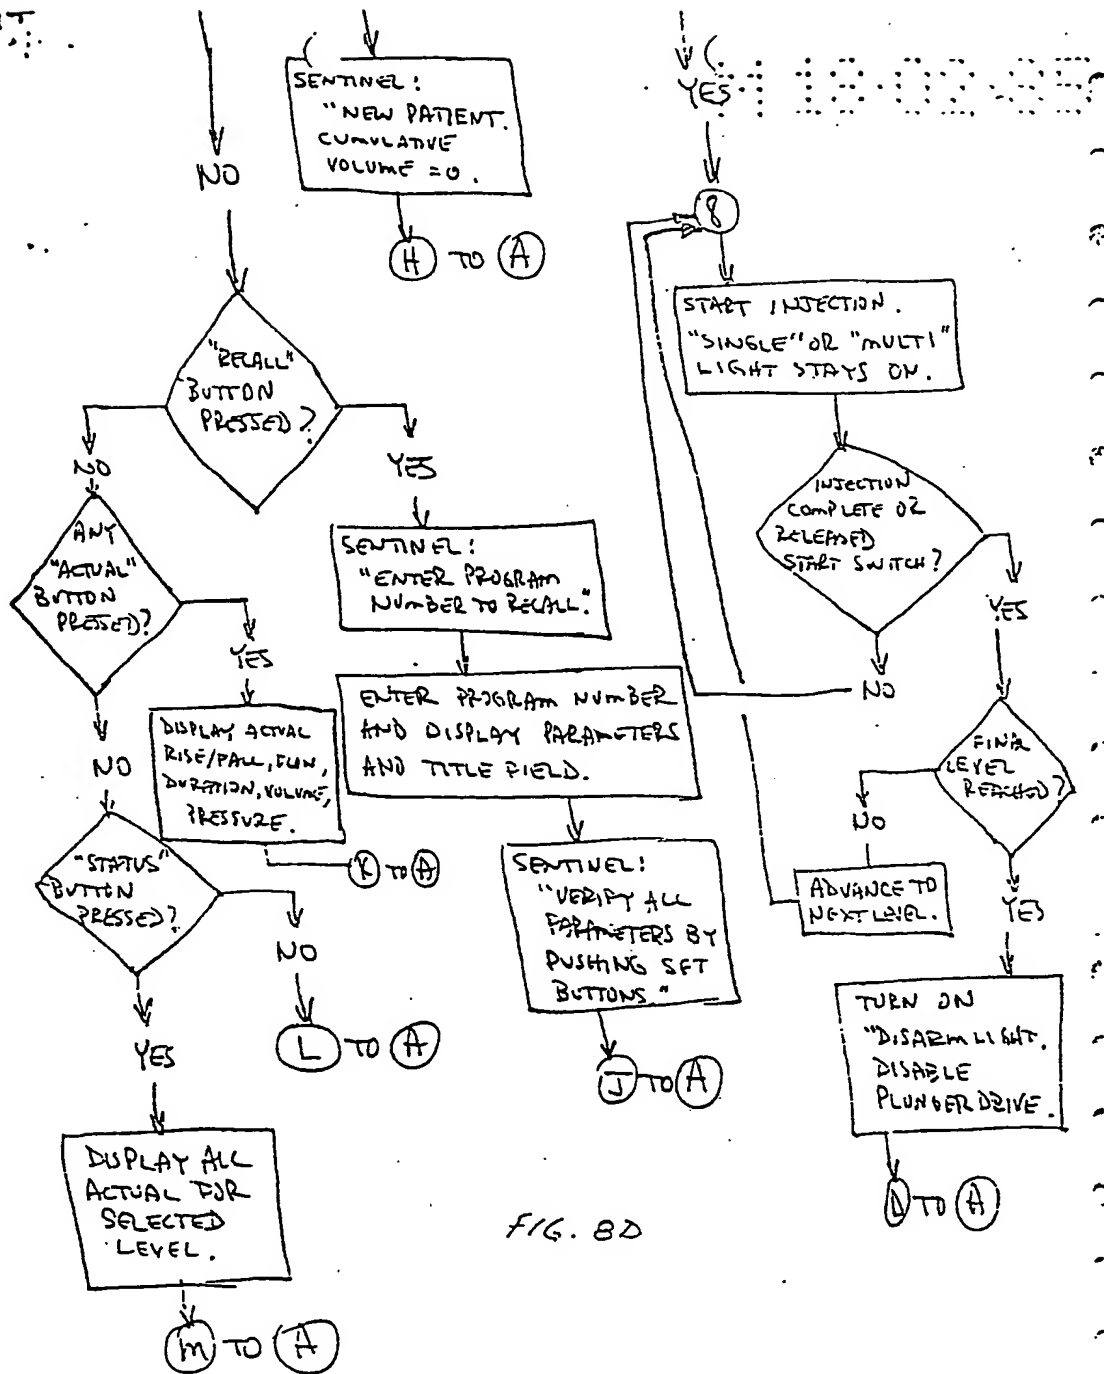 SENTINEL:
"NEW PATIENT.
CUMULATIVE
VOLUME = 0.
H TO A
NO
"RECALL"
BUTTON
PRESSED?
NO
YES
ANY
"ACTUAL"
BUTTON
PRESSED?
YES
NO
DISPLAY ACTUAL
RISE/FALL, FLOW,
DURATION, VOLUME,
PRESSURE.
K TO A
"STATUS"
BUTTON
PRESSED?
NO
L TO A
YES
DISPLAY ALL
ACTUAL FOR
SELECTED
LEVEL.
M TO A
SENTINEL:
"ENTER PROGRAM
NUMBER TO RECALL."
ENTER PROGRAM NUMBER
AND DISPLAY PARAMETERS
AND TITLE FIELD.
SENTINEL:
"VERIFY ALL
PARAMETERS BY
PUSHING SET
BUTTONS."
J TO A
YES
8
START INJECTION.
"SINGLE" OR "MULTI"
LIGHT STAYS ON.
INJECTION
COMPLETE OR
RELEASED
START SWITCH?
YES
NO
FINAL
LEVEL
REACHED?
NO
ADVANCE TO
NEXT LEVEL.
YES
TURN ON
"DISARM LIGHT.
DISABLE
PLUNGER DRIVE.
TO A
FIG. 8D